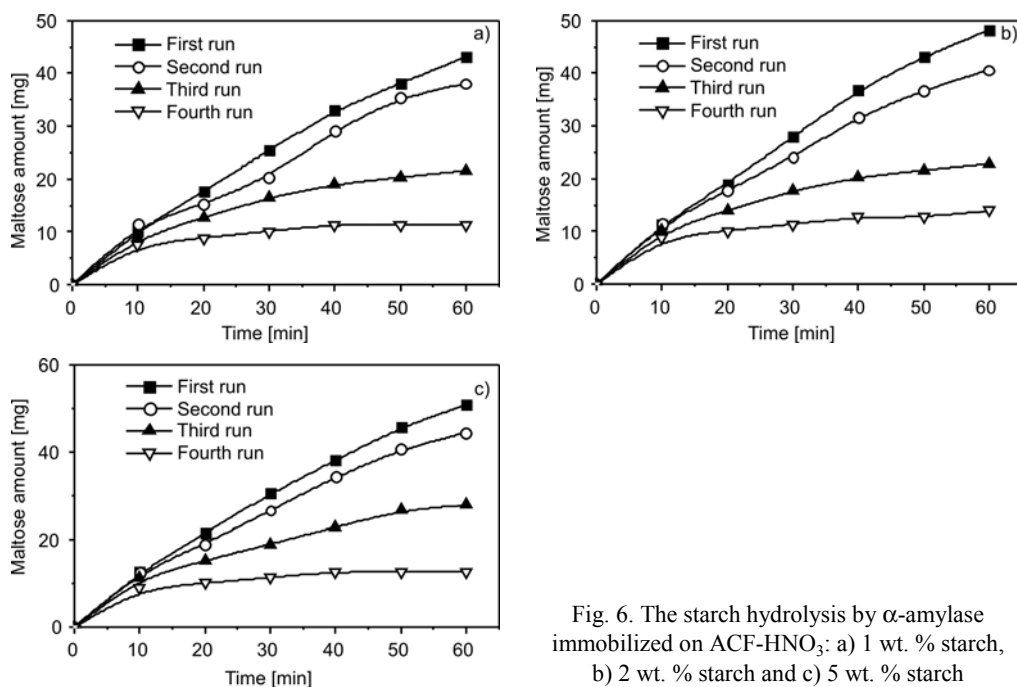 50
40
30
20
10
0
Maltose amount [mg]
First run
Second run
Third run
Fourth run
a)
0 10 20 30 40 50 60
Time [min]
50
40
30
20
10
0
Maltose amount [mg]
First run
Second run
Third run
Fourth run
b)
0 10 20 30 40 50 60
Time [min]
60
40
20
0
Maltose amount [mg]
First run
Second run
Third run
Fourth run
c)
0 10 20 30 40 50 60
Time [min]
Fig. 6. The starch hydrolysis by α-amylase
immobilized on ACF-HNO₃: a) 1 wt. % starch,
b) 2 wt. % starch and c) 5 wt. % starch